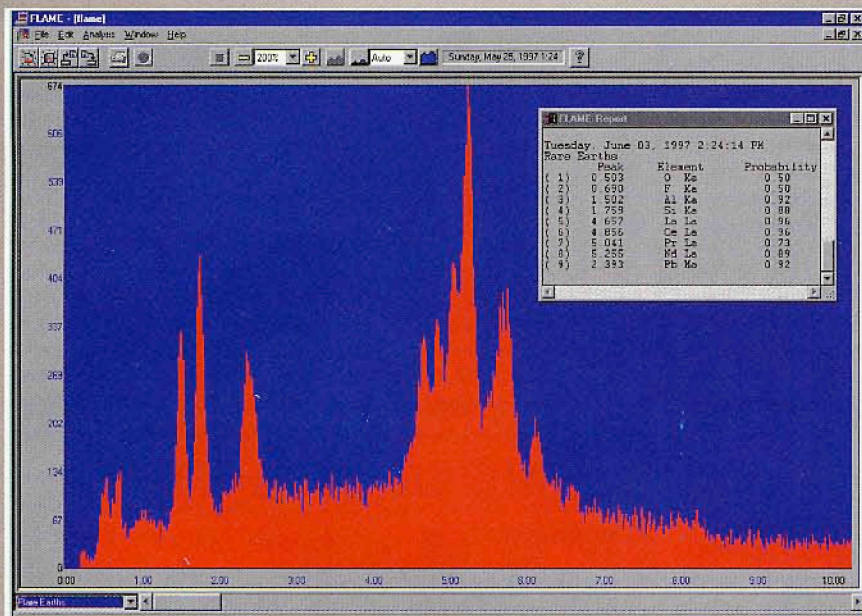 FLAME - [flame]
File Edit Analysis Window Help
200% Auto Sunday, May 25, 1997 1:24 ?
674
606
539
471
404
337
269
202
134
67
0
0.00 1.00 2.00 3.00 4.00 5.00 6.00 7.00 8.00 9.00 10.00
FLAME Report
Tuesday, June 03, 1997 2:24:14 PM
Rare Earths
Peak Element Probability
( 1) 0.503 O Ka 0.50
( 2) 0.690 F Ka 0.50
( 3) 1.502 Al Ka 0.92
( 4) 1.759 Si Ka 0.88
( 5) 4.657 La La 0.96
( 6) 4.856 Ce La 0.96
( 7) 5.041 Pr La 0.73
( 8) 5.255 Nd La 0.89
( 9) 2.393 Pb Ma 0.92
Rare Earths